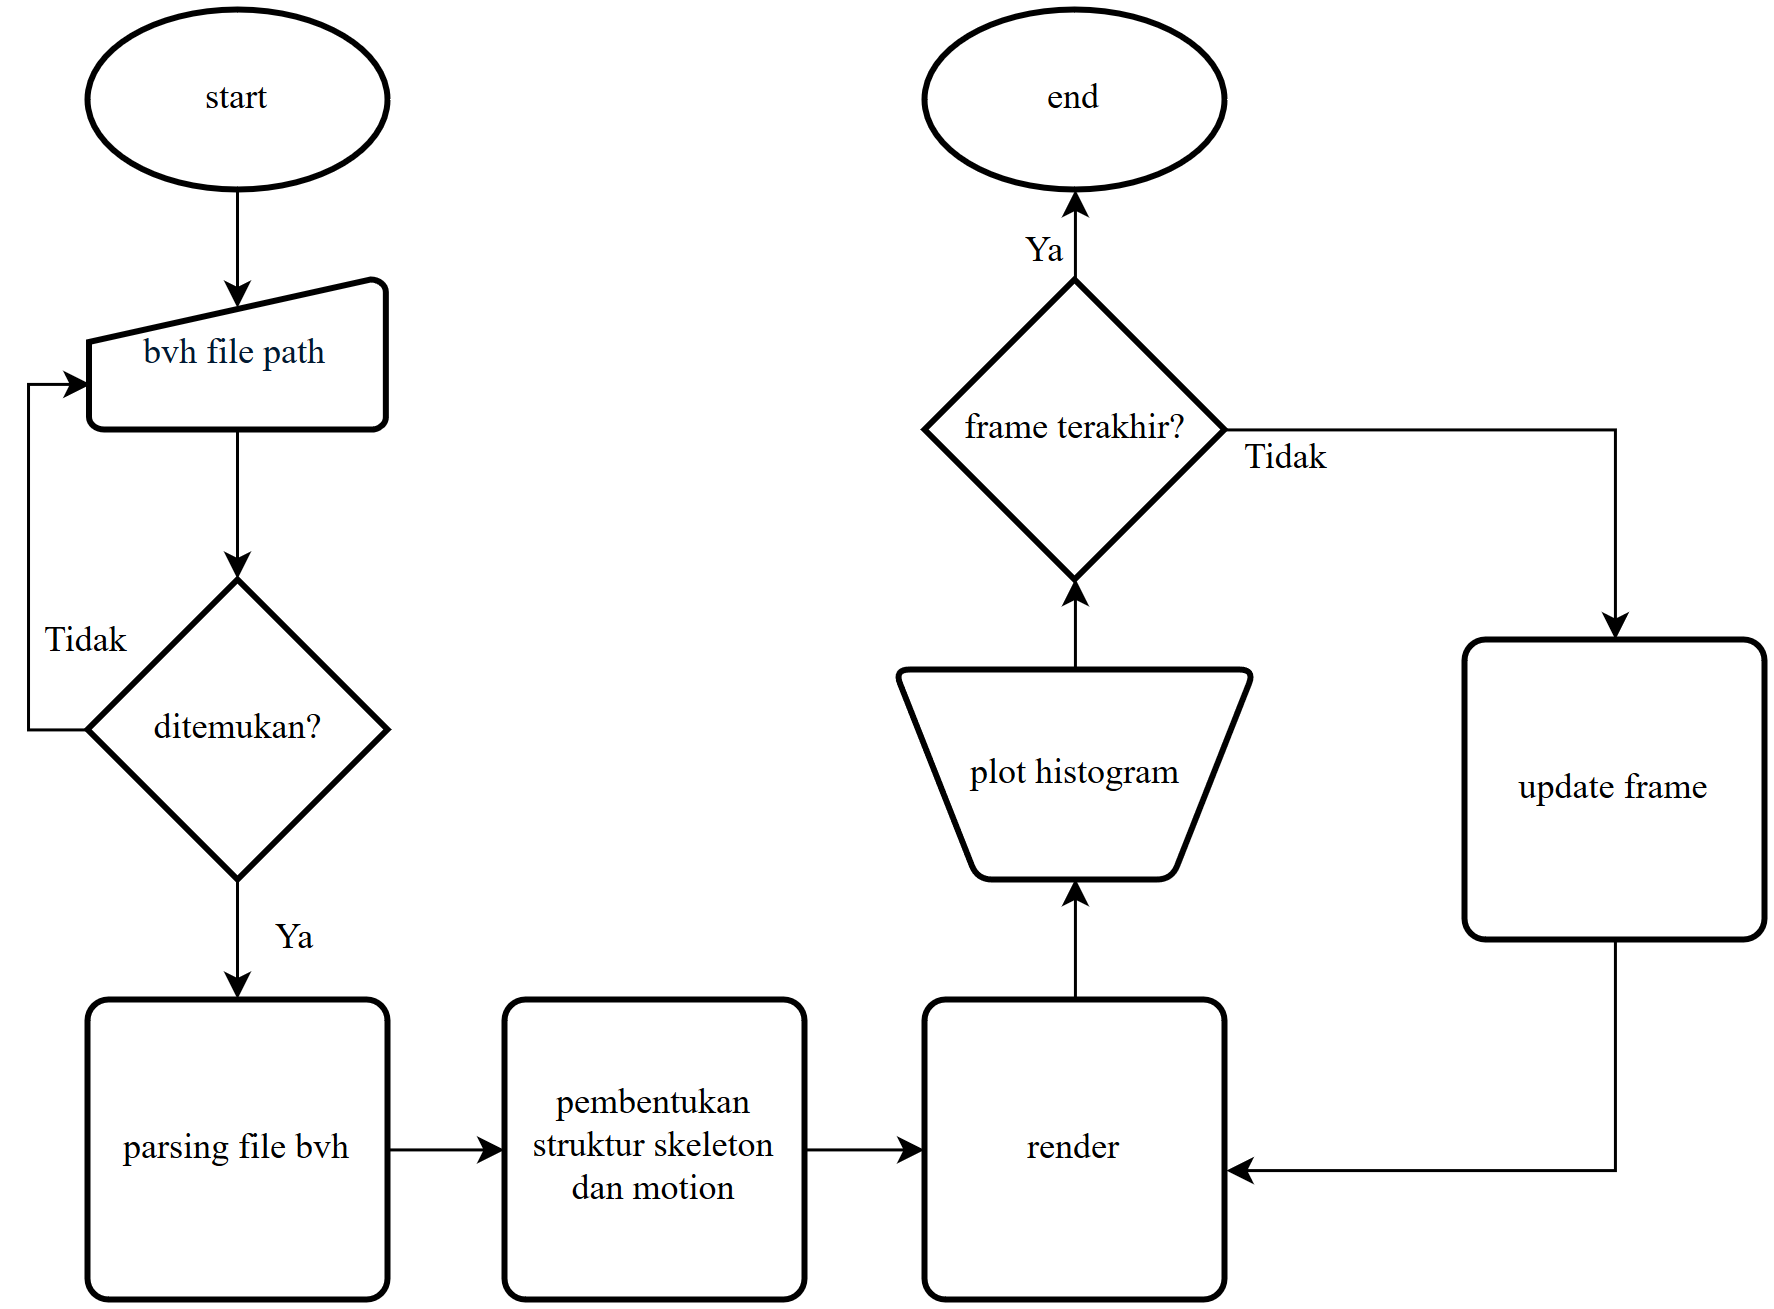 start
bvh file path
Tidak
ditemukan?
Ya
parsing file bvh
pembentukan
struktur skeleton
dan motion
render
plot histogram
frame terakhir?
Ya
end
Tidak
update frame